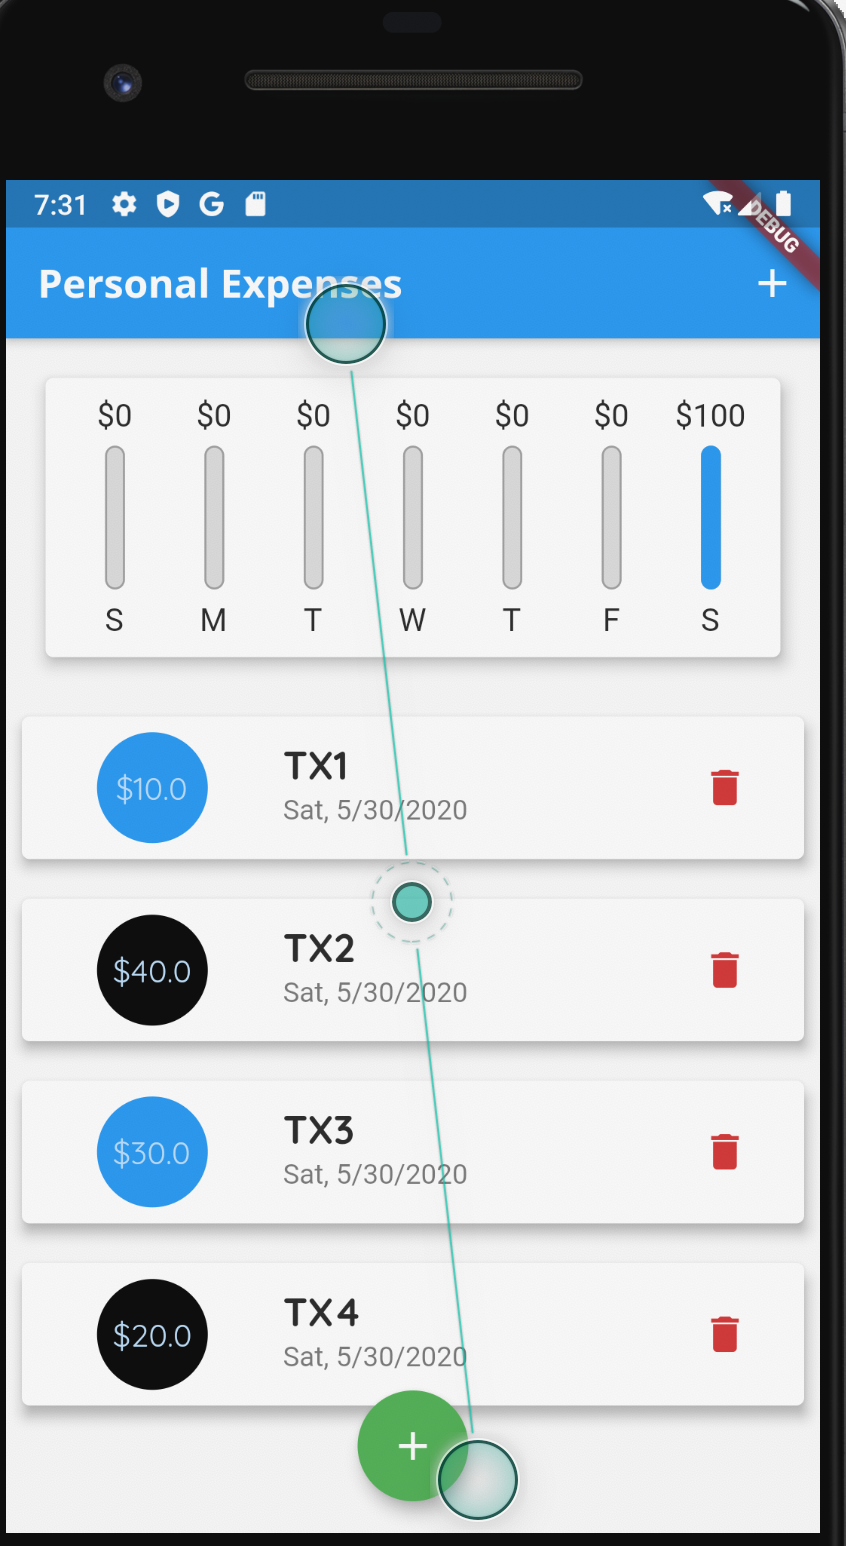 7:31
DEBUG
Personal Expenses +
$0 $0 $0 $0 $0 $0 $100
S M T W T F S
$10.0
TX1
Sat, 5/30/2020
$40.0
TX2
Sat, 5/30/2020
$30.0
TX3
Sat, 5/30/2020
$20.0
TX4
Sat, 5/30/2020
+